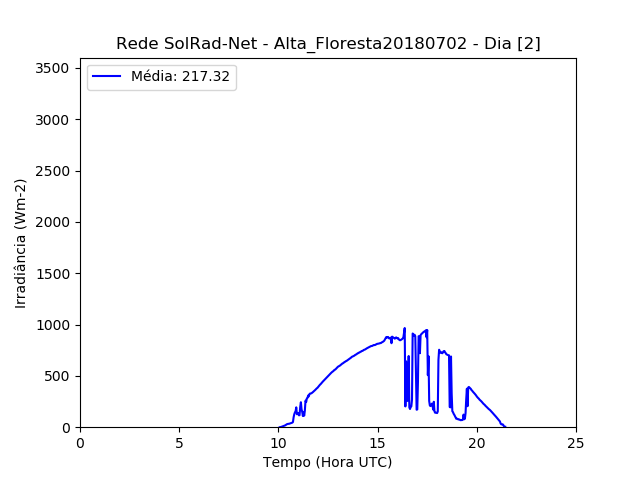 Rede SolRad-Net - Alta_Floresta20180702 - Dia [2]
Média: 217.32
3500
3000
2500
2000
1500
1000
500
0
Irradiância (Wm-2)
0 5 10 15 20 25
Tempo (Hora UTC)